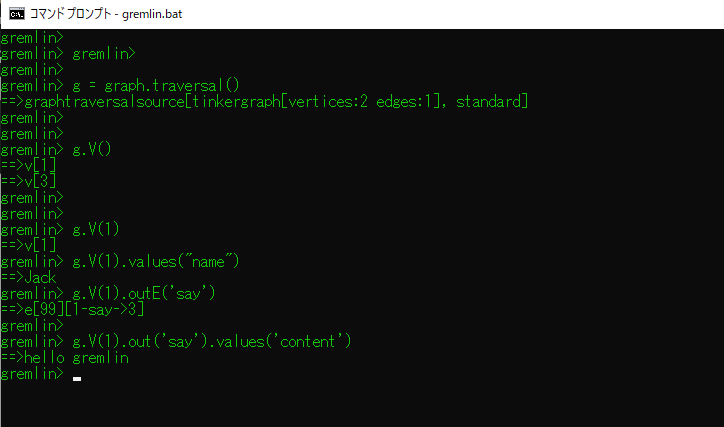 コマンドプロンプト - gremlin.bat
gremlin>
gremlin> gremlin>
gremlin>
gremlin> g = graph.traversal()
==>graphtraversalsource[tinkergraph[vertices:2 edges:1], standard]
gremlin>
gremlin>
gremlin> g.V()
==>v[1]
==>v[3]
gremlin>
gremlin>
gremlin> g.V(1)
==>v[1]
gremlin> g.V(1).values("name")
==>Jack
gremlin> g.V(1).outE('say')
==>e[99][1-say->3]
gremlin>
gremlin> g.V(1).out('say').values('content')
==>hello gremlin
gremlin>